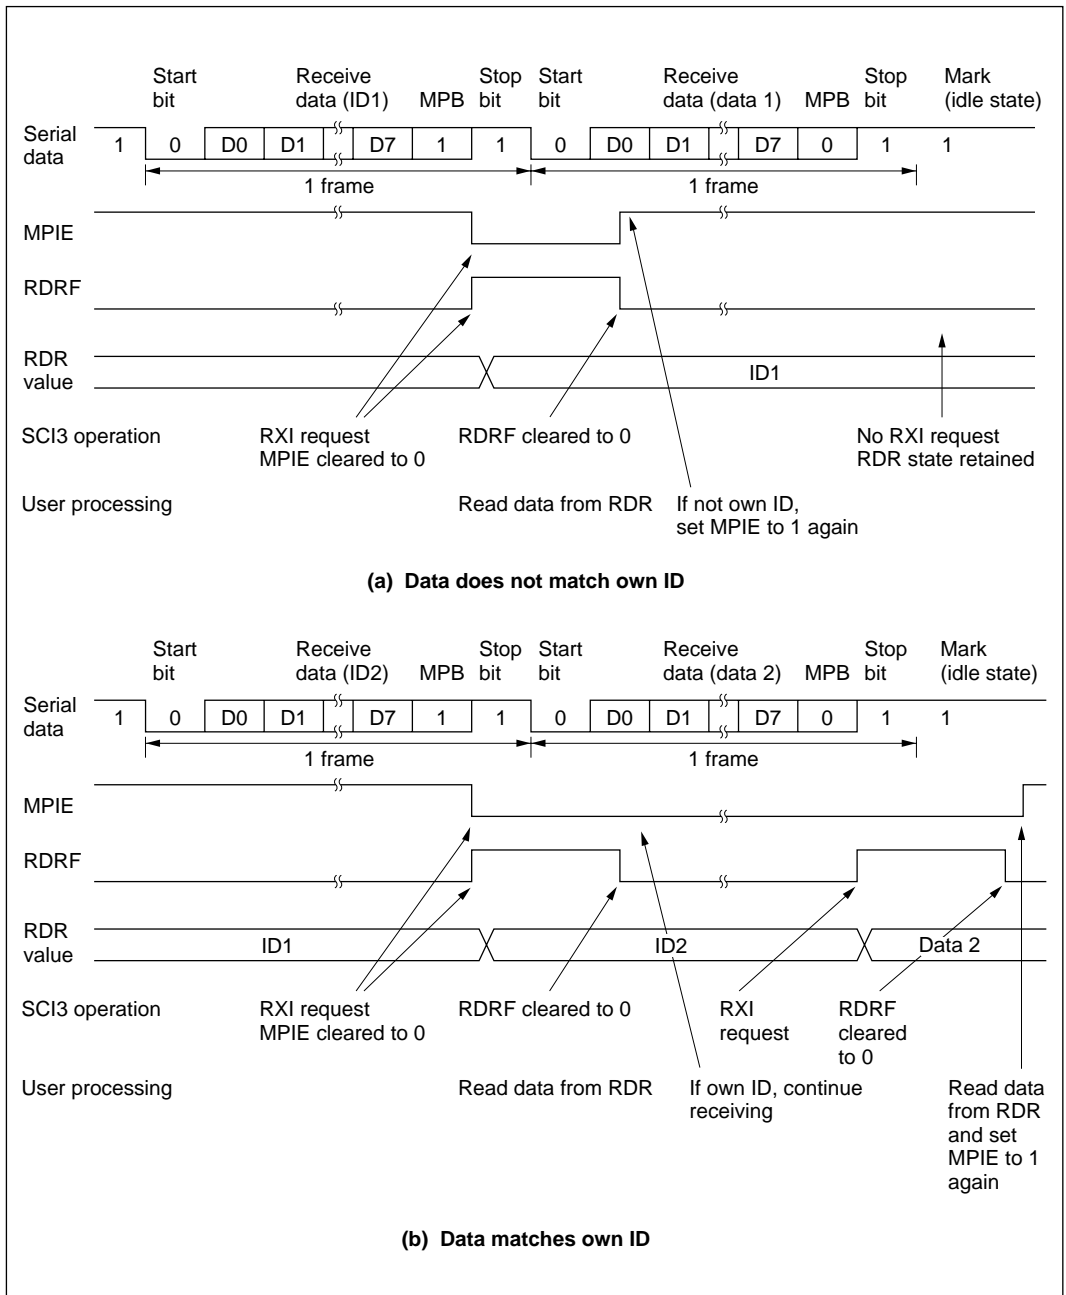 Start bit Receive data (ID1) MPB Stop bit Start bit Receive data (data 1) MPB Stop bit Mark (idle state)
Serial data 1 0 D0 D1 D7 1 1 0 D0 D1 D7 0 1 1
1 frame 1 frame
MPIE
RDRF
RDR value ID1
SCI3 operation RXI request MPIE cleared to 0 RDRF cleared to 0 No RXI request RDR state retained
User processing Read data from RDR If not own ID, set MPIE to 1 again
(a) Data does not match own ID
Start bit Receive data (ID2) MPB Stop bit Start bit Receive data (data 2) MPB Stop bit Mark (idle state)
Serial data 1 0 D0 D1 D7 1 1 0 D0 D1 D7 0 1 1
1 frame 1 frame
MPIE
RDRF
RDR value ID1 ID2 Data 2
SCI3 operation RXI request MPIE cleared to 0 RDRF cleared to 0 RXI request RDRF cleared to 0
User processing Read data from RDR If own ID, continue receiving Read data from RDR and set MPIE to 1 again
(b) Data matches own ID